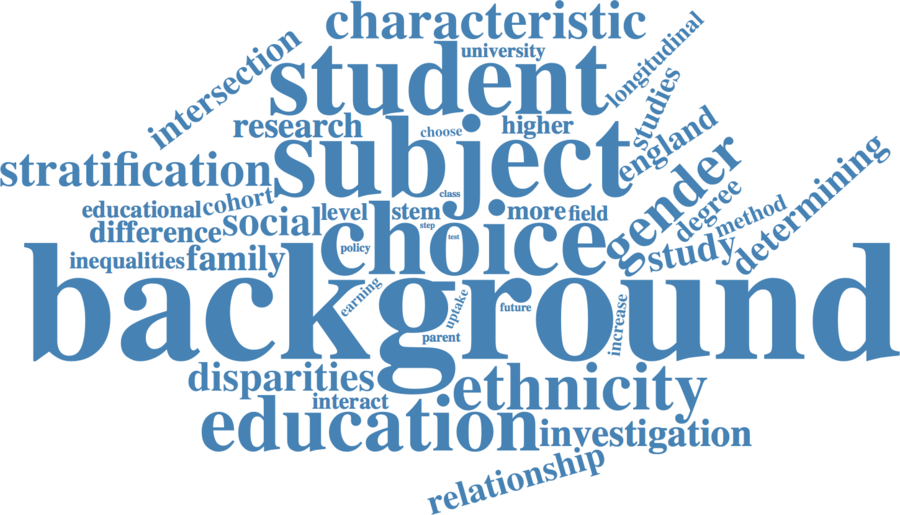 characteristic
longitudinal
intersection
university
student
studies
research
choose
higher
england
subject
stratification
gender
determining
class
degree
educational
cohort
social
level
stem
more
field
method
difference
step
test
choice
study
inequalities
family
policy
background
earning
uptake
future
increase
parent
disparities
ethnicity
interact
education
investigation
relationship